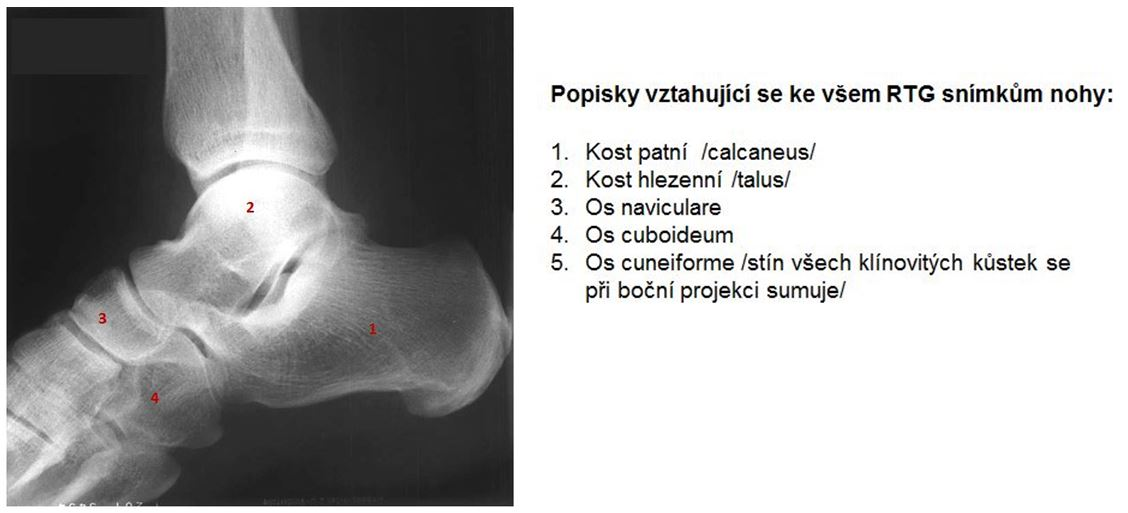 Popisky vztahující se ke všem RTG snímkům nohy:
1. Kost patní /calcaneus/
2. Kost hlezenní /talus/
3. Os naviculare
4. Os cuboideum
5. Os cuneiforme /stín všech klínovitých kůstek se
při boční projekci sumuje/
2
3
1
4